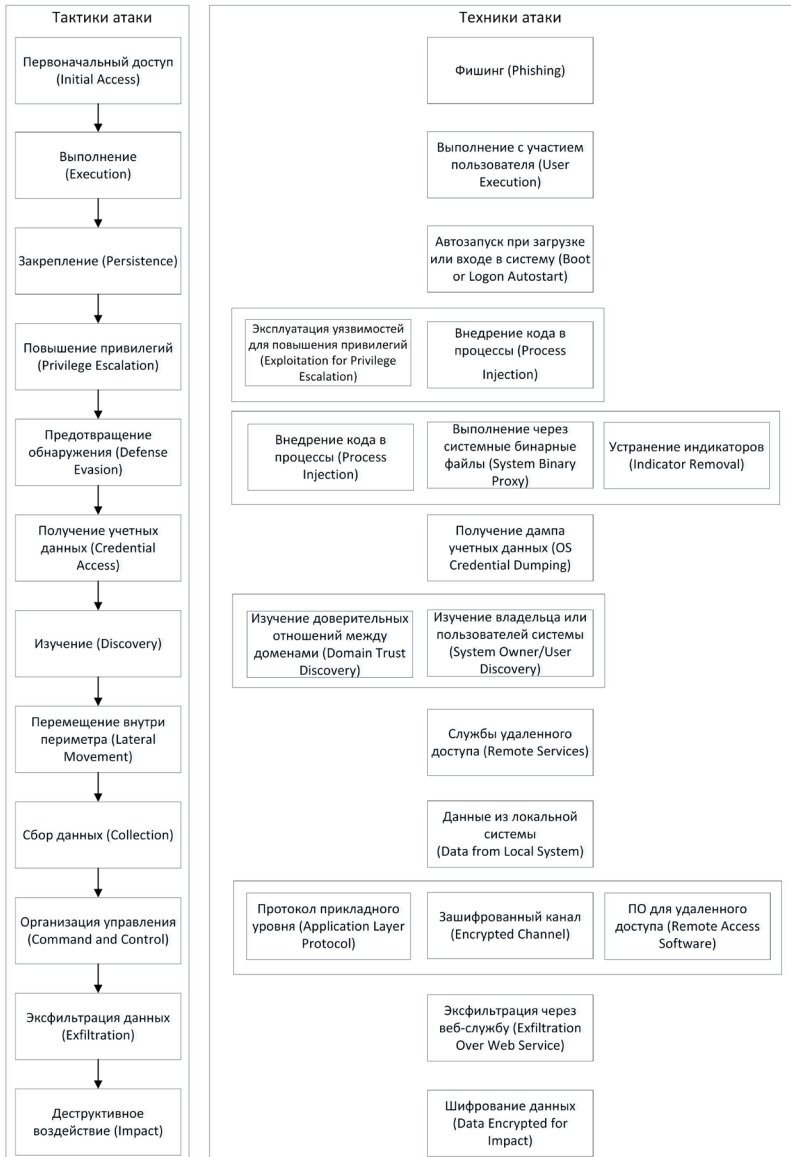 Тактики атаки
Техники атаки
Первоначальный доступ
(Initial Access)
Фишинг (Phishing)
Выполнение
(Execution)
Выполнение с участием
пользователя (User
Execution)
Закрепление (Persistence)
Автозапуск при загрузке
или входе в систему (Boot
or Logon Autostart)
Повышение привилегий
(Privilege Escalation)
Эксплуатация уязвимостей
для повышения привилегий
(Exploitation for Privilege
Escalation)
Внедрение кода в
процессы (Process
Injection)
Предотвращение
обнаружения (Defense
Evasion)
Внедрение кода в
процессы (Process Injection)
Выполнение через
системные бинарные
файлы (System Binary
Proxy)
Устранение индикаторов
(Indicator Removal)
Получение учетных
данных (Credential
Access)
Получение дампа
учетных данных (OS
Credential Dumping)
Изучение (Discovery)
Изучение доверительных
отношений между
доменами (Domain Trust
Discovery)
Изучение владельца или
пользователей системы
(System Owner/User
Discovery)
Перемещение внутри
периметра (Lateral
Movement)
Службы удаленного
доступа (Remote Services)
Сбор данных (Collection)
Данные из локальной
системы
(Data from Local System)
Организация управления
(Command and Control)
Протокол прикладного
уровня (Application Layer
Protocol)
Зашифрованный канал
(Encrypted Channel)
ПО для удаленного
доступа (Remote Access
Software)
Эксфильтрация данных
(Exfiltration)
Эксфильтрация через
веб-службу (Exfiltration
Over Web Service)
Деструктивное
воздействие (Impact)
Шифрование данных
(Data Encrypted for
Impact)